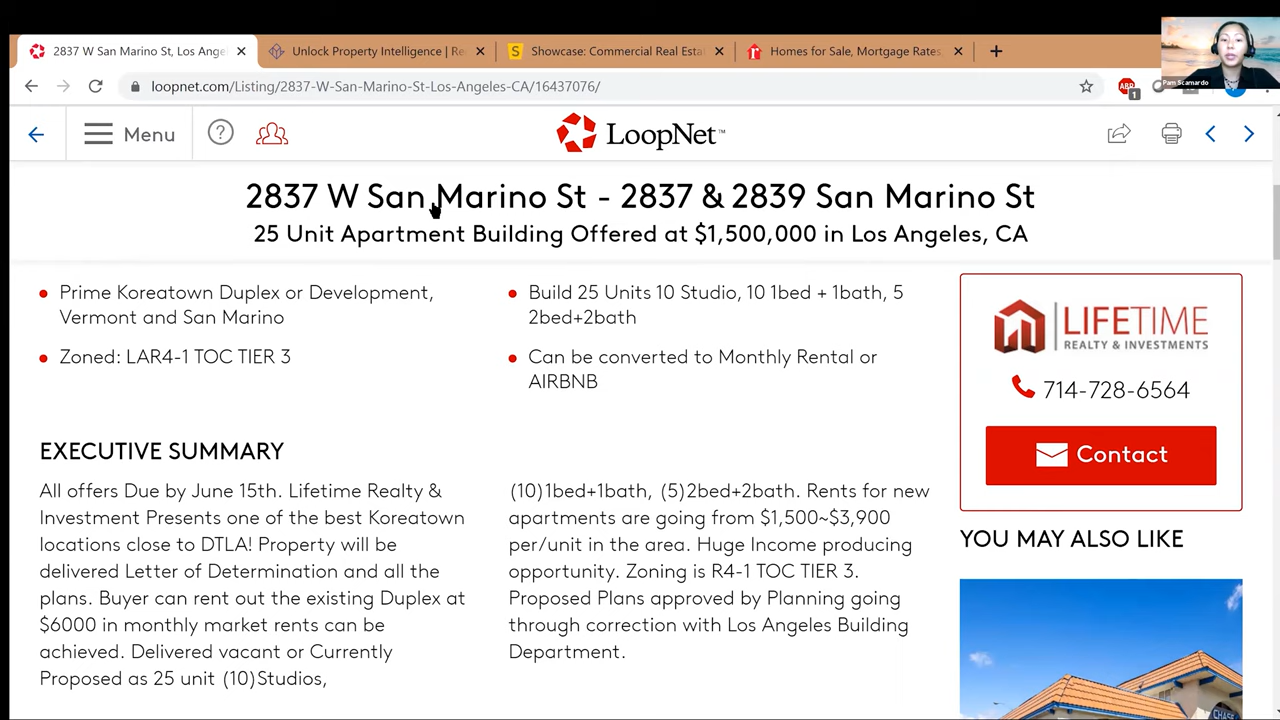 2837 W San Marino St, Los Ange
Unlock Property Intelligence | Re
Showcase: Commercial Real Esta
Homes for Sale, Mortgage Rates,
Pam Scamardo
loopnet.com/Listing/2837-W-San-Marino-St-Los-Angeles-CA/16437076/
ABP
1
Menu
LoopNet™
2837 W San Marino St - 2837 & 2839 San Marino St
25 Unit Apartment Building Offered at $1,500,000 in Los Angeles, CA
Prime Koreatown Duplex or Development,
Vermont and San Marino
Zoned: LAR4-1 TOC TIER 3
Build 25 Units 10 Studio, 10 1bed + 1bath, 5
2bed+2bath
Can be converted to Monthly Rental or
AIRBNB
LIFETIME
REALTY & INVESTMENTS
714-728-6564
Contact
EXECUTIVE SUMMARY
All offers Due by June 15th. Lifetime Realty &
Investment Presents one of the best Koreatown
locations close to DTLA! Property will be
delivered Letter of Determination and all the
plans. Buyer can rent out the existing Duplex at
$6000 in monthly market rents can be
achieved. Delivered vacant or Currently
Proposed as 25 unit (10)Studios,
(10)1bed+1bath, (5)2bed+2bath. Rents for new
apartments are going from $1,500~$3,900
per/unit in the area. Huge Income producing
opportunity. Zoning is R4-1 TOC TIER 3.
Proposed Plans approved by Planning going
through correction with Los Angeles Building
Department.
YOU MAY ALSO LIKE
CHASE